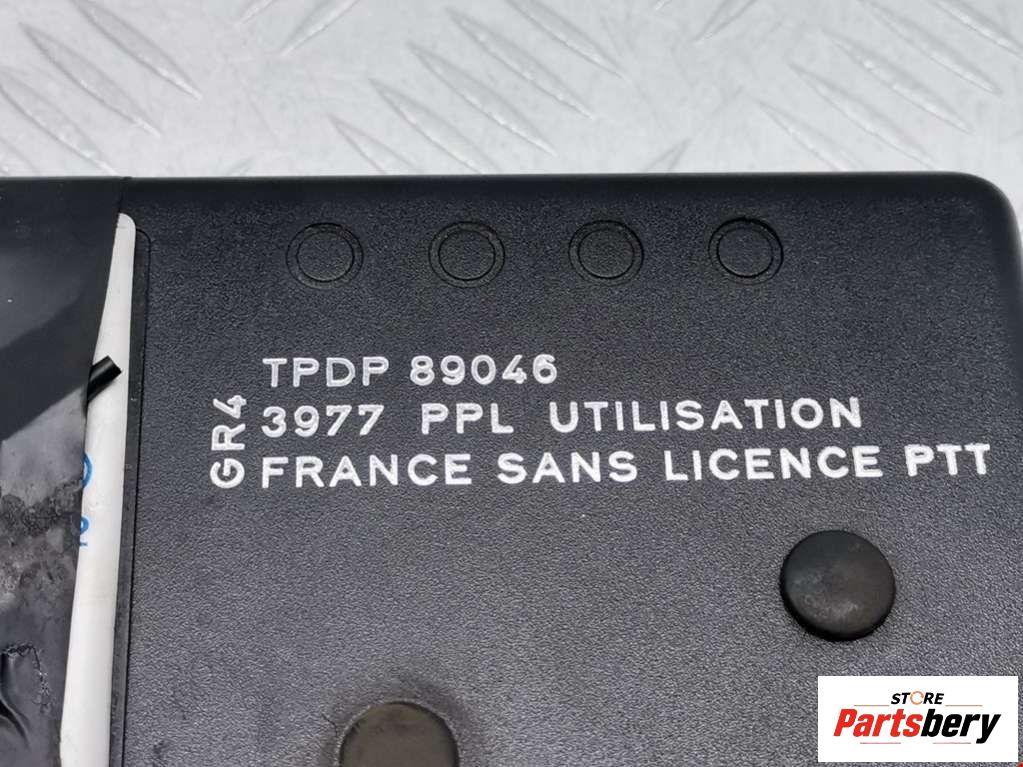 TPDP 89046
GR4
3977 PPL UTILISATION
FRANCE SANS LICENCE PTT
STORE
Partsbery